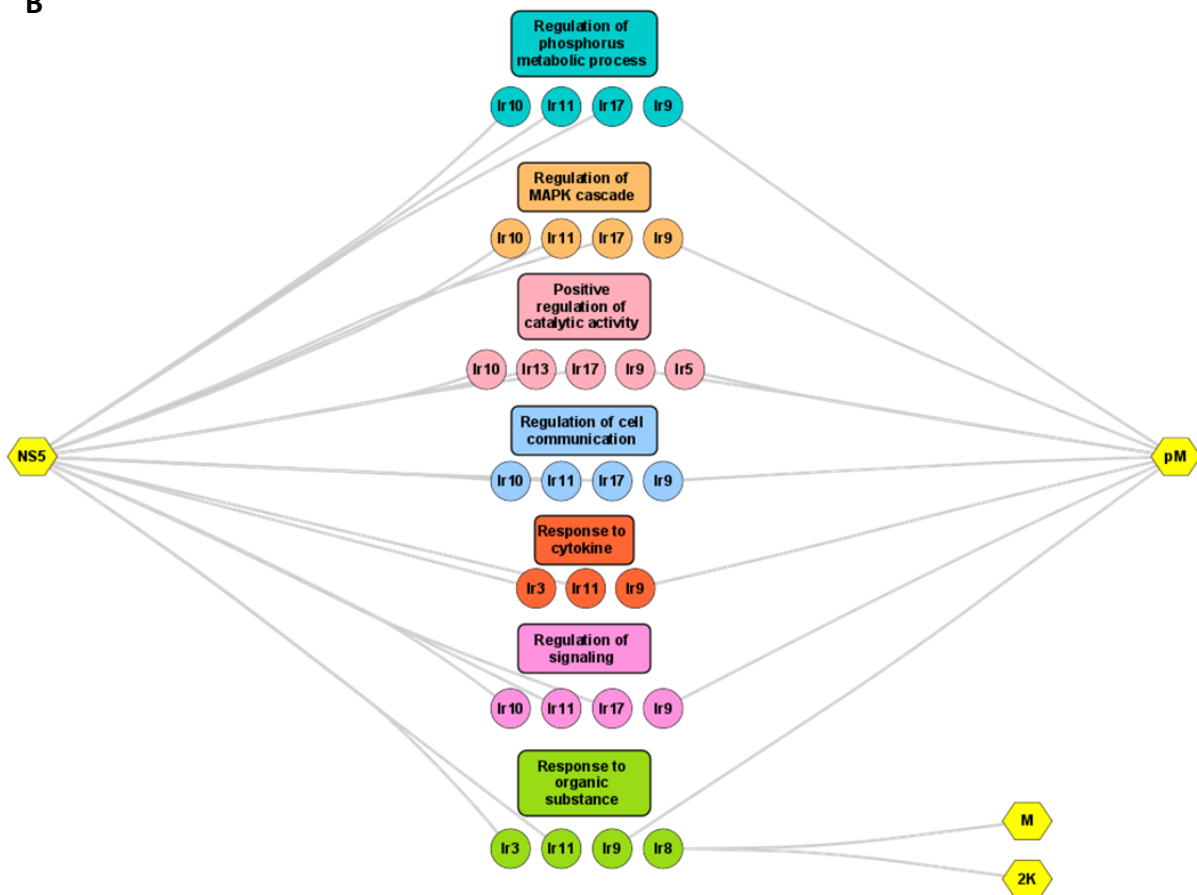 B
Regulation of
phosphorus
metabolic process
Ir10 Ir11 Ir17 Ir9
Regulation of
MAPK cascade
Ir10 Ir11 Ir17 Ir9
Positive
regulation of
catalytic activity
Ir10 Ir13 Ir17 Ir9 Ir5
Regulation of cell
communication
NS5
pM
Ir10 Ir11 Ir17 Ir9
Response to
cytokine
Ir3 Ir11 Ir9
Regulation of
signaling
Ir10 Ir11 Ir17 Ir9
Response to
organic
substance
Ir3 Ir11 Ir9 Ir8
M
2K